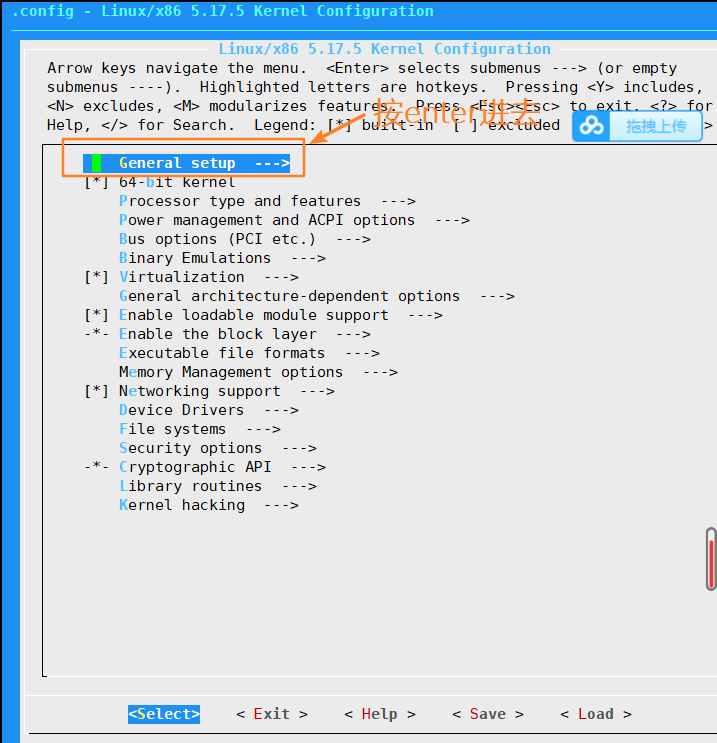 .config - Linux/x86 5.17.5 Kernel Configuration
Linux/x86 5.17.5 Kernel Configuration
Arrow keys navigate the menu.  <Enter> selects submenus ---> (or empty
submenus ----).  Highlighted letters are hotkeys.  Pressing <Y> includes,
<N> excludes, <M> modularizes features.  Press <Esc><Esc> to exit, <?> for
Help, </> for Search.  Legend: [*] built-in  [ ] excluded
按enter进去
拖拽上传
General setup  --->
[*] 64-bit kernel
Processor type and features  --->
Power management and ACPI options  --->
Bus options (PCI etc.)  --->
Binary Emulations  --->
[*] Virtualization  --->
General architecture-dependent options  --->
[*] Enable loadable module support  --->
-*- Enable the block layer  --->
Executable file formats  --->
Memory Management options  --->
[*] Networking support  --->
Device Drivers  --->
File systems  --->
Security options  --->
-*- Cryptographic API  --->
Library routines  --->
Kernel hacking  --->
<Select>    < Exit >    < Help >    < Save >    < Load >